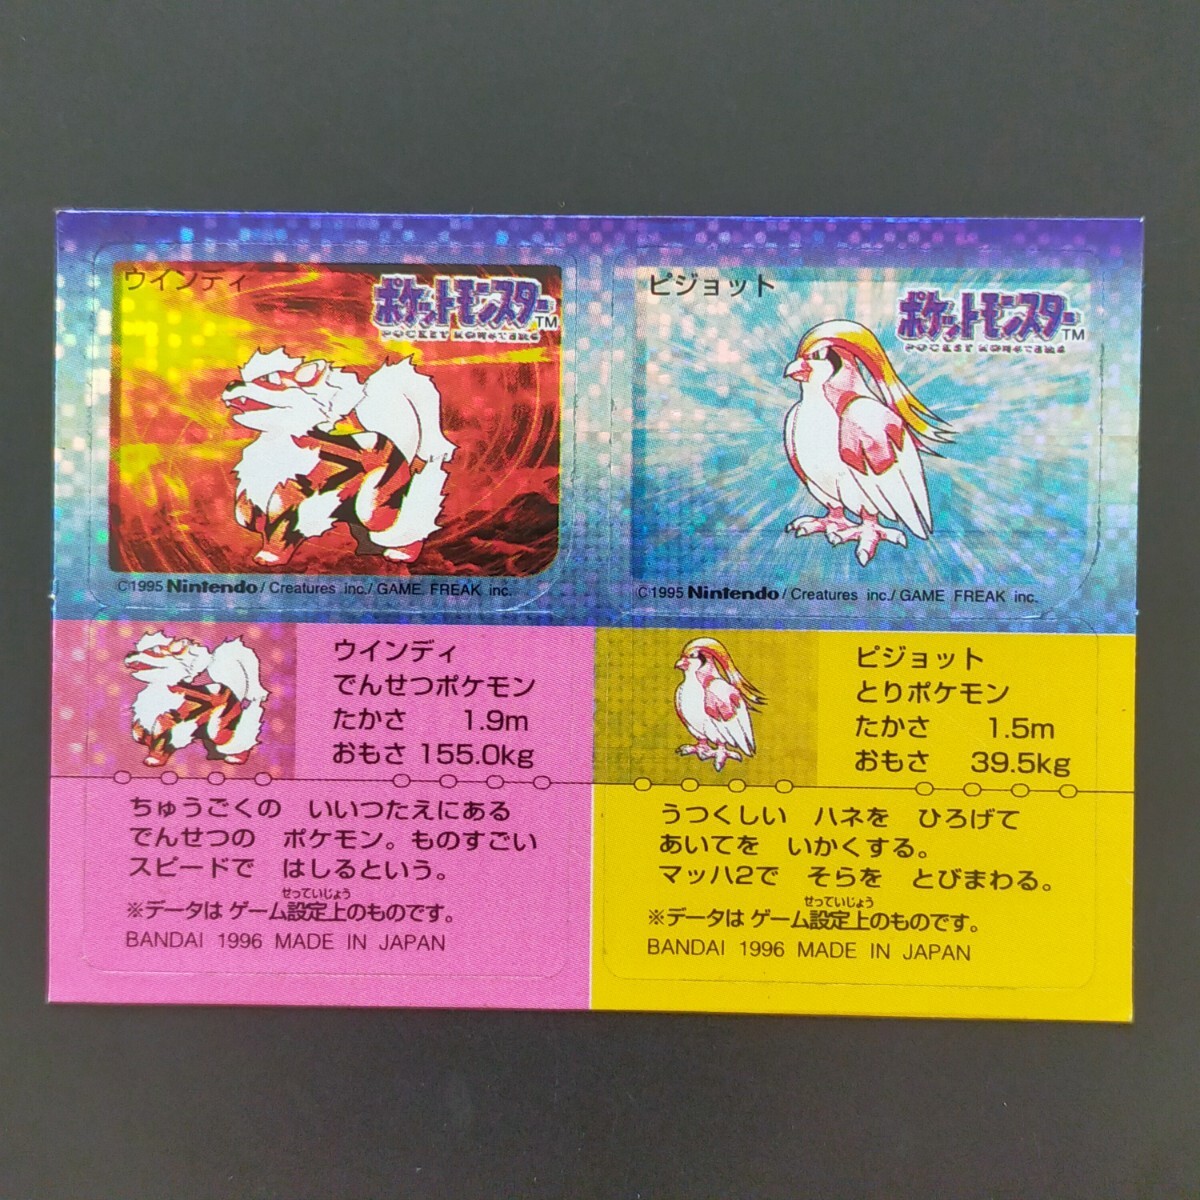 ウインディ
ポケットモンスター TM
POCKET MONSTERS
©1995 Nintendo / Creatures inc. / GAME FREAK inc.
ピジョット
ポケットモンスター TM
POCKET MONSTERS
©1995 Nintendo / Creatures inc. / GAME FREAK inc.
ウインディ
でんせつポケモン
たかさ 1.9m
おもさ 155.0kg
ちゅうごくの いいつたえにある
でんせつの ポケモン。ものすごい
スピードで はしるという。
せっていじょう
※データは ゲーム設定上のものです。
BANDAI 1996 MADE IN JAPAN
ピジョット
とりポケモン
たかさ 1.5m
おもさ 39.5kg
うつくしい ハネを ひろげて
あいてを いかくする。
マッハ2で そらを とびまわる。
せっていじょう
※データは ゲーム設定上のものです。
BANDAI 1996 MADE IN JAPAN